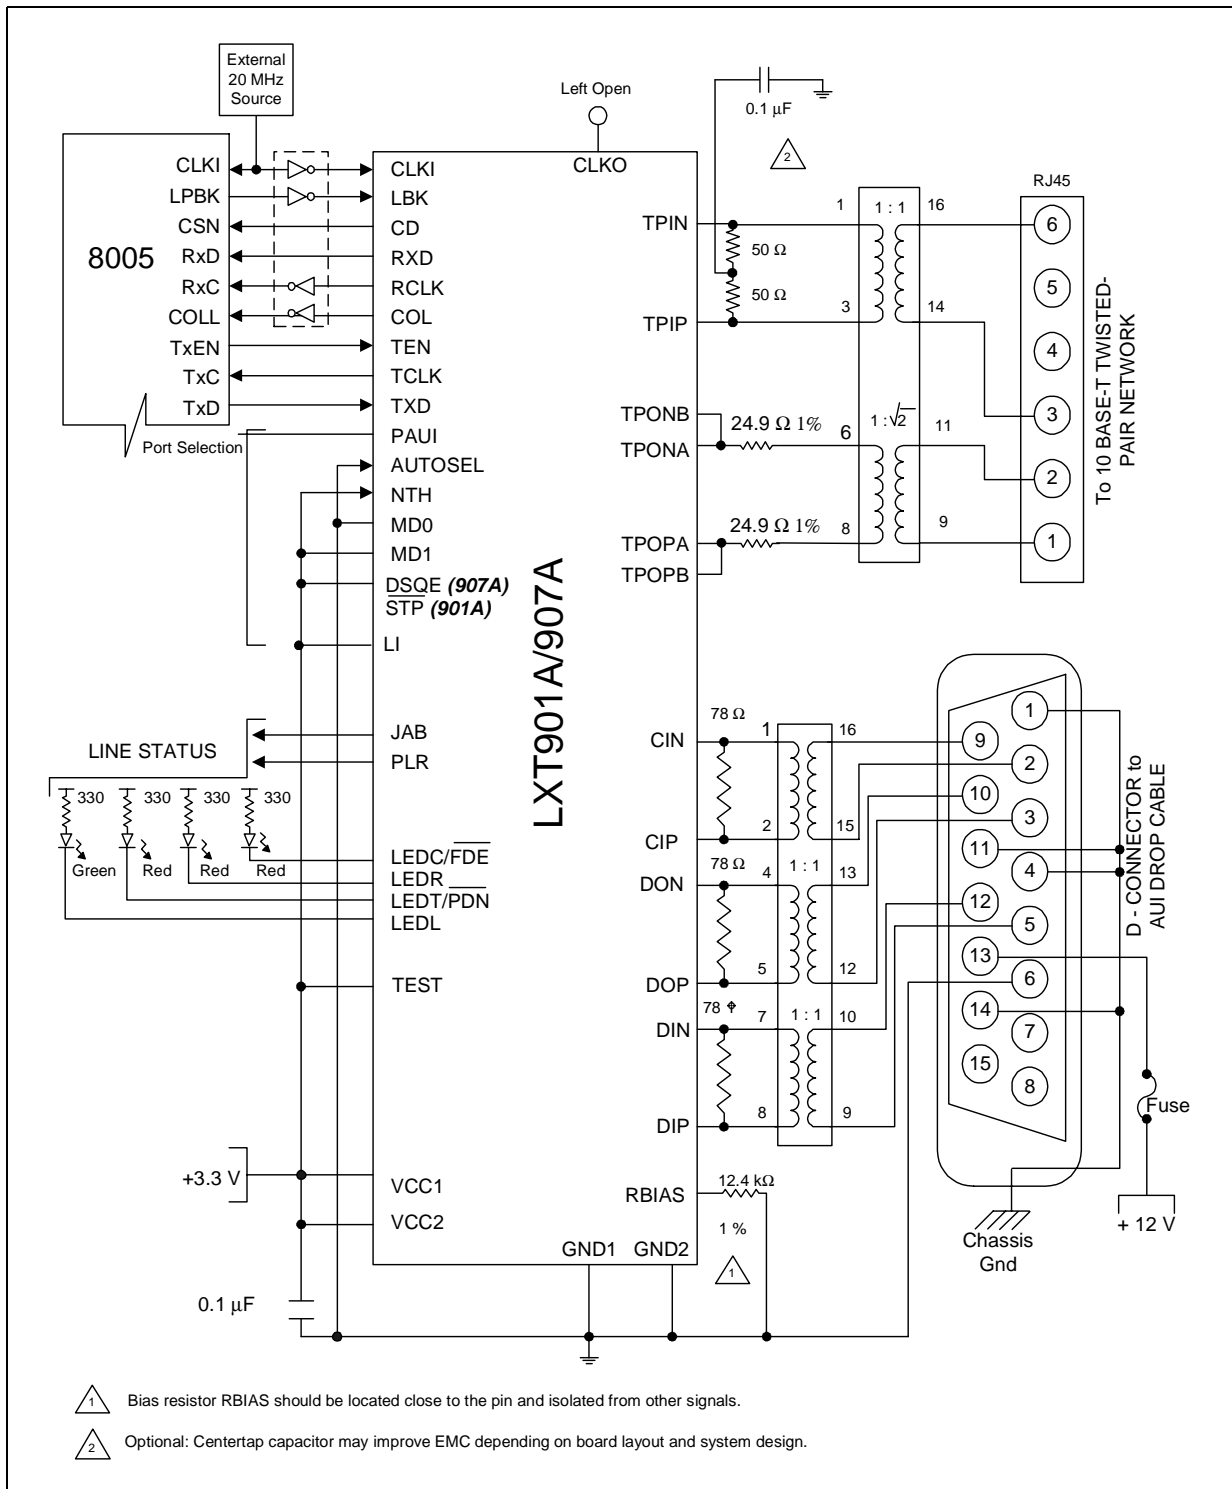 External
20 MHz
Source
Left Open
0.1 µF
2
8005
CLKI
LPBK
CSN
RxD
RxC
COLL
TxEN
TxC
TxD
Port Selection
CLKO
CLKI
LBK
CD
RXD
RCLK
COL
TEN
TCLK
TXD
PAUI
AUTOSEL
NTH
MD0
MD1
DSQE (907A)
STP (901A)
LI
JAB
PLR
LEDC/FDE
LEDR
LEDT/PDN
LEDL
TEST
VCC1
VCC2
GND1 GND2
LXT901A/907A
LINE STATUS
330 330 330 330
Green Red Red Red
+3.3 V
0.1 µF
TPIN
TPIP
TPONB
TPONA
TPOPA
TPOPB
CIN
CIP
DON
DOP
DIN
DIP
RBIAS
50 Ω
50 Ω
24.9 Ω 1%
24.9 Ω 1%
1 1 : 1 16
3 14
6 1:√2 11
8 9
RJ45
6
5
4
3
2
1
To 10 BASE-T TWISTED-
PAIR NETWORK
78 Ω
1 16
2 15
78 Ω
4 1 : 1 13
5 12
78 ⌖
7 1 : 1 10
8 9
12.4 kΩ
1 %
1
1
9
2
10
3
11
4
12
5
13
6
14
7
15
8
D - CONNECTOR to
AUI DROP CABLE
Fuse
+ 12 V
Chassis
Gnd
1 Bias resistor RBIAS should be located close to the pin and isolated from other signals.
2 Optional: Centertap capacitor may improve EMC depending on board layout and system design.